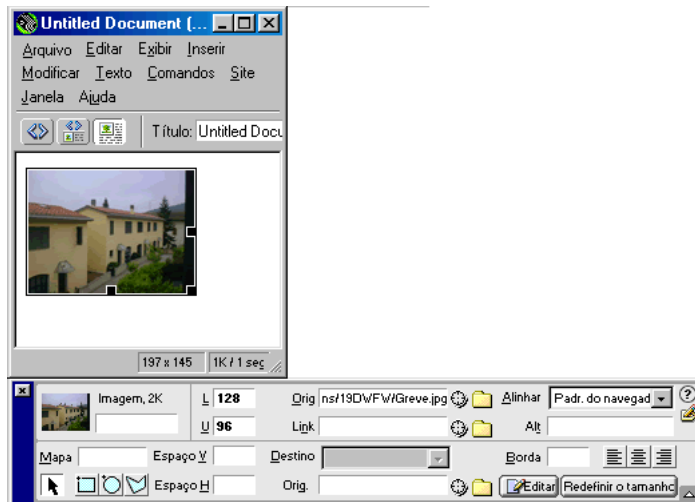 Untitled Document (...
Arquivo Editar Exibir Inserir
Modificar Texto Comandos Site
Janela Ajuda
Título: Untitled Docu
197 x 145 1K / 1 seg
Imagem, 2K L 128 Orig ns/19DWFW/Greve.jpg Alinhar Padr. do navegad ?
U 96 Link Alt
Mapa Espaço V Destino Borda
Espaço H Orig. Editar Redefinir o tamanho